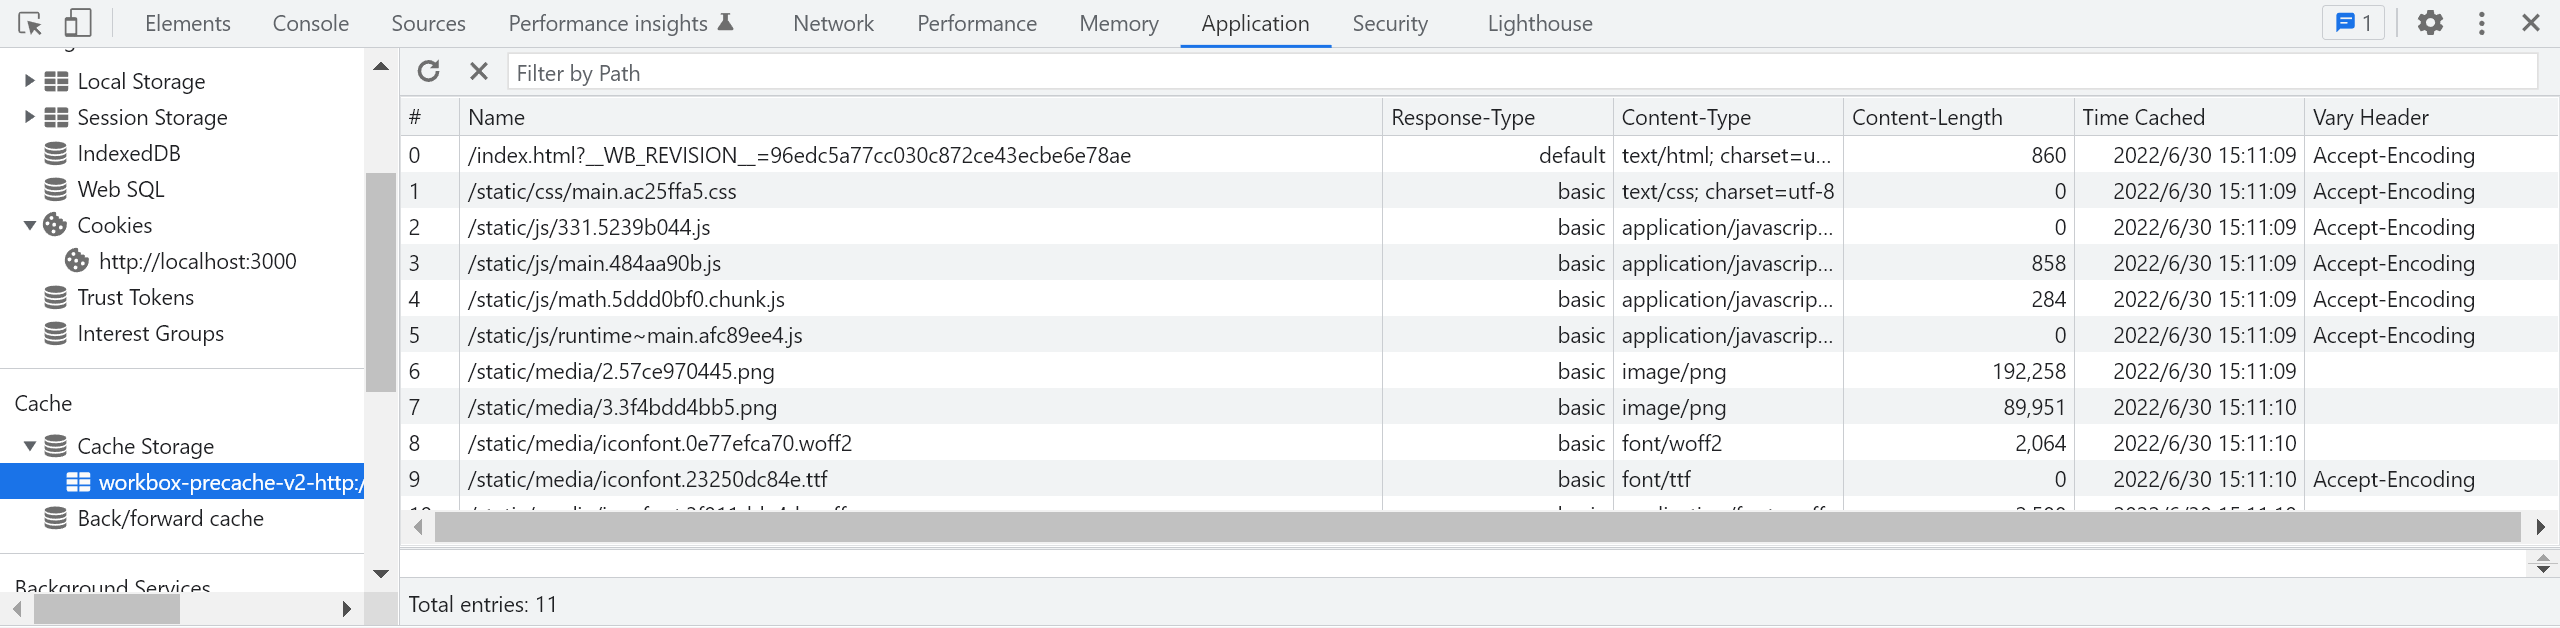 Elements Console Sources Performance insights Network Performance Memory Application Security Lighthouse 1
Local Storage
Session Storage
IndexedDB
Web SQL
Cookies
http://localhost:3000
Trust Tokens
Interest Groups
Cache
Cache Storage
workbox-precache-v2-http:/
Back/forward cache
Background Services
Filter by Path
# Name Response-Type Content-Type Content-Length Time Cached Vary Header
0 /index.html?__WB_REVISION__=96edc5a77cc030c872ce43ecbe6e78ae default text/html; charset=u... 860 2022/6/30 15:11:09 Accept-Encoding
1 /static/css/main.ac25ffa5.css basic text/css; charset=utf-8 0 2022/6/30 15:11:09 Accept-Encoding
2 /static/js/331.5239b044.js basic application/javascrip... 0 2022/6/30 15:11:09 Accept-Encoding
3 /static/js/main.484aa90b.js basic application/javascrip... 858 2022/6/30 15:11:09 Accept-Encoding
4 /static/js/math.5ddd0bf0.chunk.js basic application/javascrip... 284 2022/6/30 15:11:09 Accept-Encoding
5 /static/js/runtime~main.afc89ee4.js basic application/javascrip... 0 2022/6/30 15:11:09 Accept-Encoding
6 /static/media/2.57ce970445.png basic image/png 192,258 2022/6/30 15:11:09
7 /static/media/3.3f4bdd4bb5.png basic image/png 89,951 2022/6/30 15:11:10
8 /static/media/iconfont.0e77efca70.woff2 basic font/woff2 2,064 2022/6/30 15:11:10
9 /static/media/iconfont.23250dc84e.ttf basic font/ttf 0 2022/6/30 15:11:10 Accept-Encoding
Total entries: 11